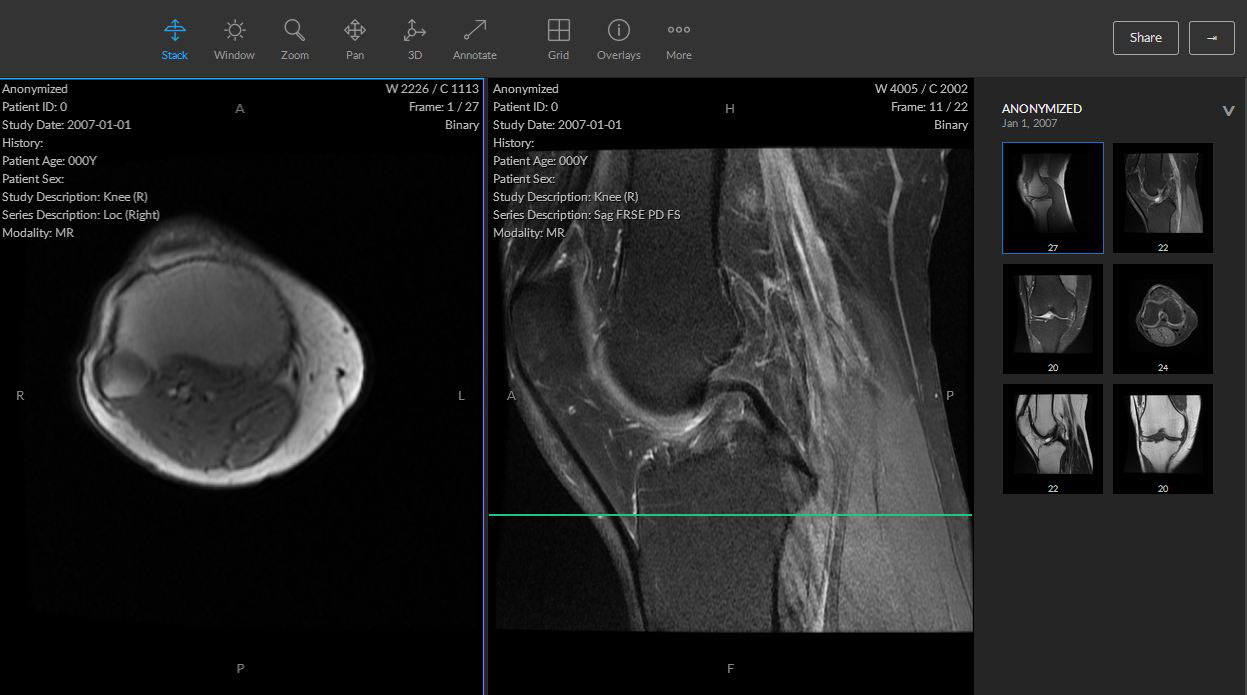 Stack
Window
Zoom
Pan
3D
Annotate
Grid
Overlays
More
Share
Anonymized
Patient ID: 0
Study Date: 2007-01-01
History:
Patient Age: 000Y
Patient Sex:
Study Description: Knee (R)
Series Description: Loc (Right)
Modality: MR
W 2226 / C 1113
Frame: 1 / 27
Binary
A
R
L
P
Anonymized
Patient ID: 0
Study Date: 2007-01-01
History:
Patient Age: 000Y
Patient Sex:
Study Description: Knee (R)
Series Description: Sag FRSE PD FS
Modality: MR
W 4005 / C 2002
Frame: 11 / 22
Binary
H
A
P
F
ANONYMIZED
Jan 1, 2007
27
22
20
24
22
20